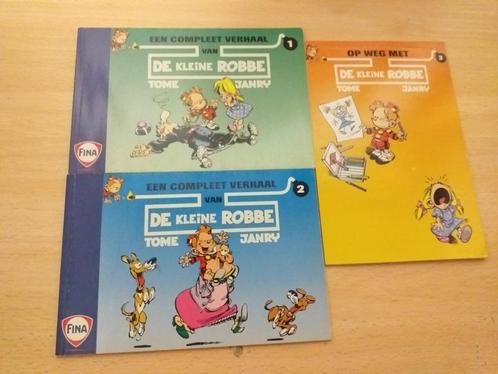 EEN COMPLEET VERHAAL
VAN
1
DE KLEINE ROBBE
TOME JANRY
FINA
EEN COMPLEET VERHAAL
VAN
2
DE KLEINE ROBBE
TOME JANRY
FINA
OP WEG MET
3
DE KLEINE ROBBE
TOME JANRY